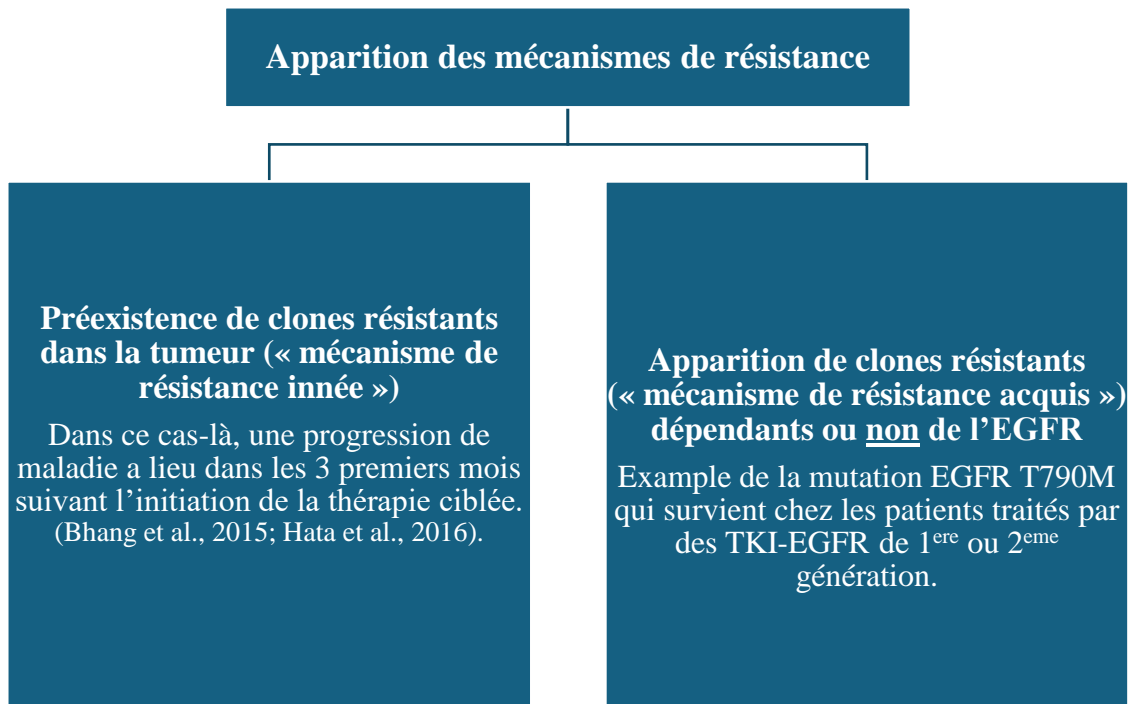 Apparition des mécanismes de résistance
Préexistence de clones résistants
dans la tumeur (« mécanisme de
résistance innée »)
Dans ce cas-là, une progression de
maladie a lieu dans les 3 premiers mois
suivant l’initiation de la thérapie ciblée.
(Bhang et al., 2015; Hata et al., 2016).
Apparition de clones résistants
(« mécanisme de résistance acquis »)
dépendants ou non de l’EGFR
Example de la mutation EGFR T790M
qui survient chez les patients traités par
des TKI-EGFR de 1ere ou 2eme
génération.